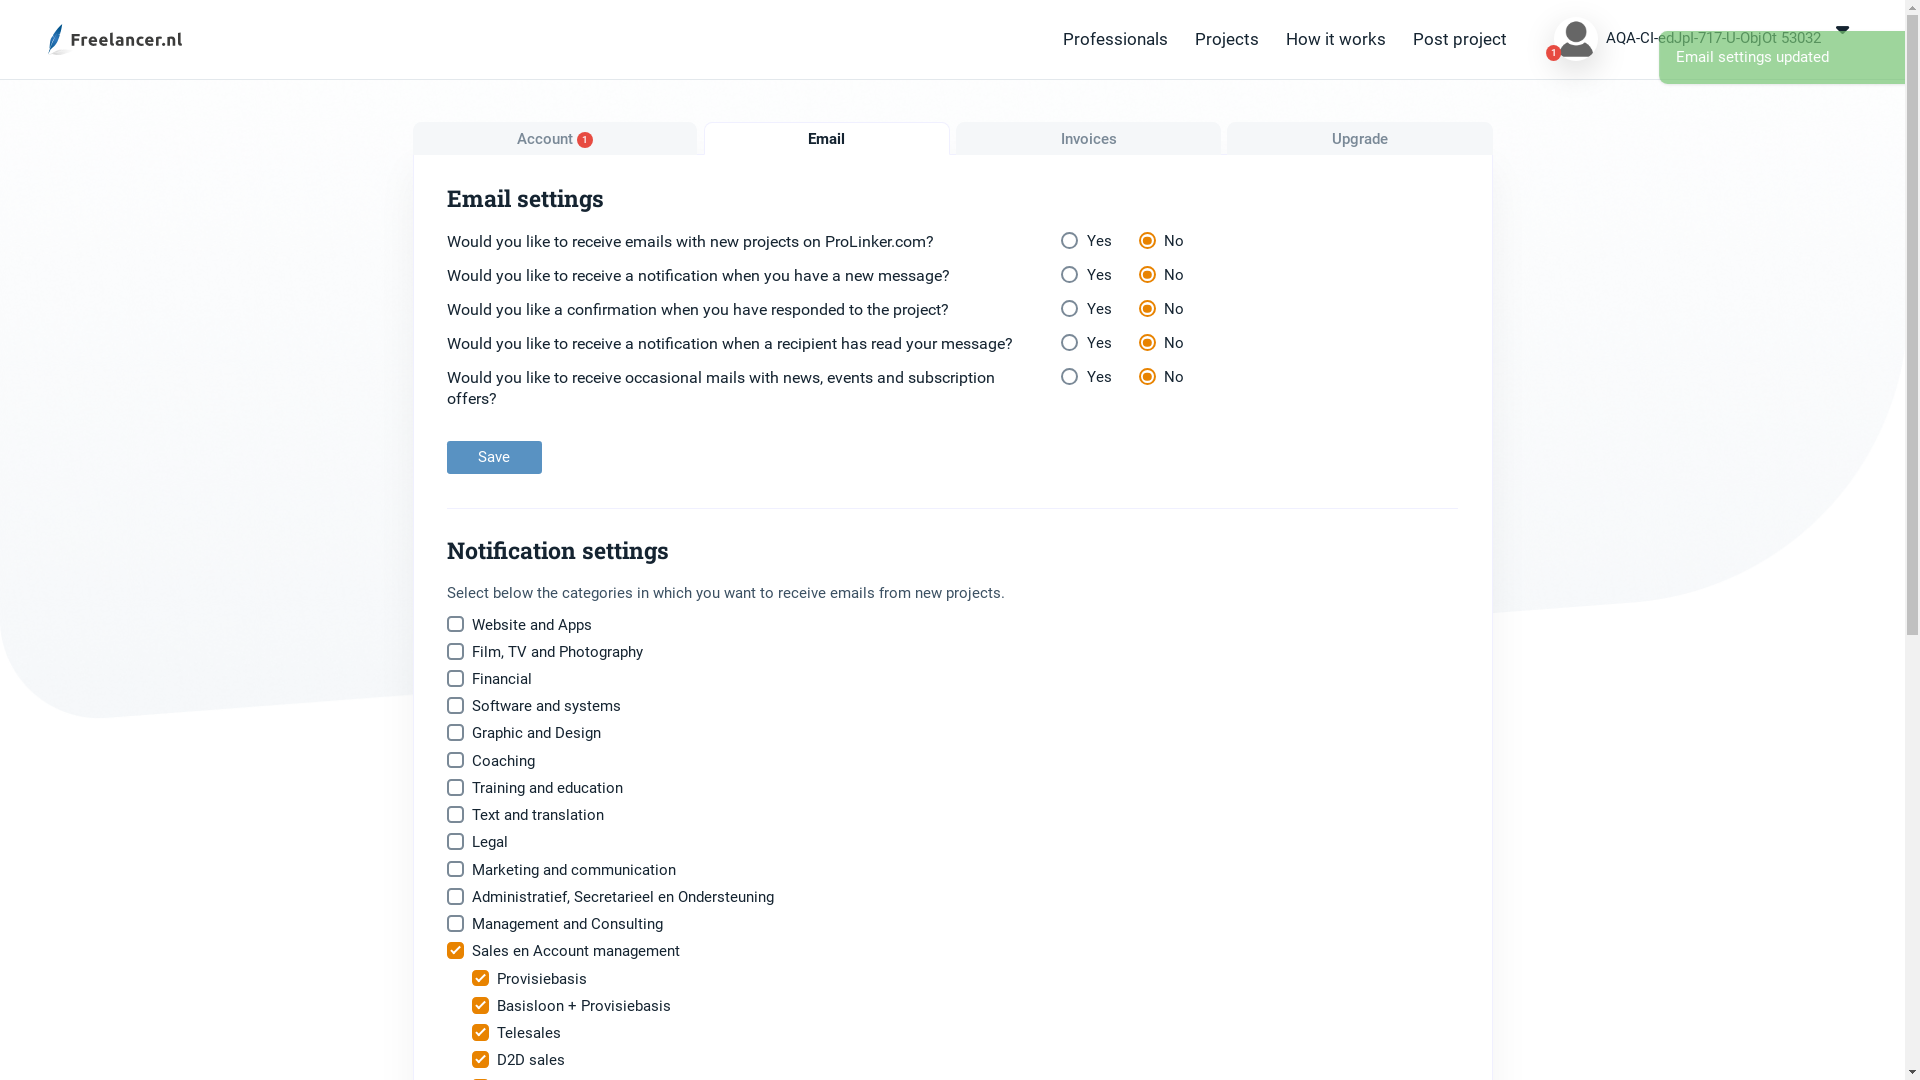 Freelancer.nl
Professionals
Projects
How it works
Post project
1
AQA-CI-edJpI-717-U-ObjOt 53032
Email settings updated
Account 1
Email
Invoices
Upgrade
Email settings
Would you like to receive emails with new projects on ProLinker.com?
Yes No
Would you like to receive a notification when you have a new message?
Yes No
Would you like a confirmation when you have responded to the project?
Yes No
Would you like to receive a notification when a recipient has read your message?
Yes No
Would you like to receive occasional mails with news, events and subscription
offers?
Yes No
Save
Notification settings
Select below the categories in which you want to receive emails from new projects.
Website and Apps
Film, TV and Photography
Financial
Software and systems
Graphic and Design
Coaching
Training and education
Text and translation
Legal
Marketing and communication
Administratief, Secretarieel en Ondersteuning
Management and Consulting
Sales en Account management
Provisiebasis
Basisloon + Provisiebasis
Telesales
D2D sales